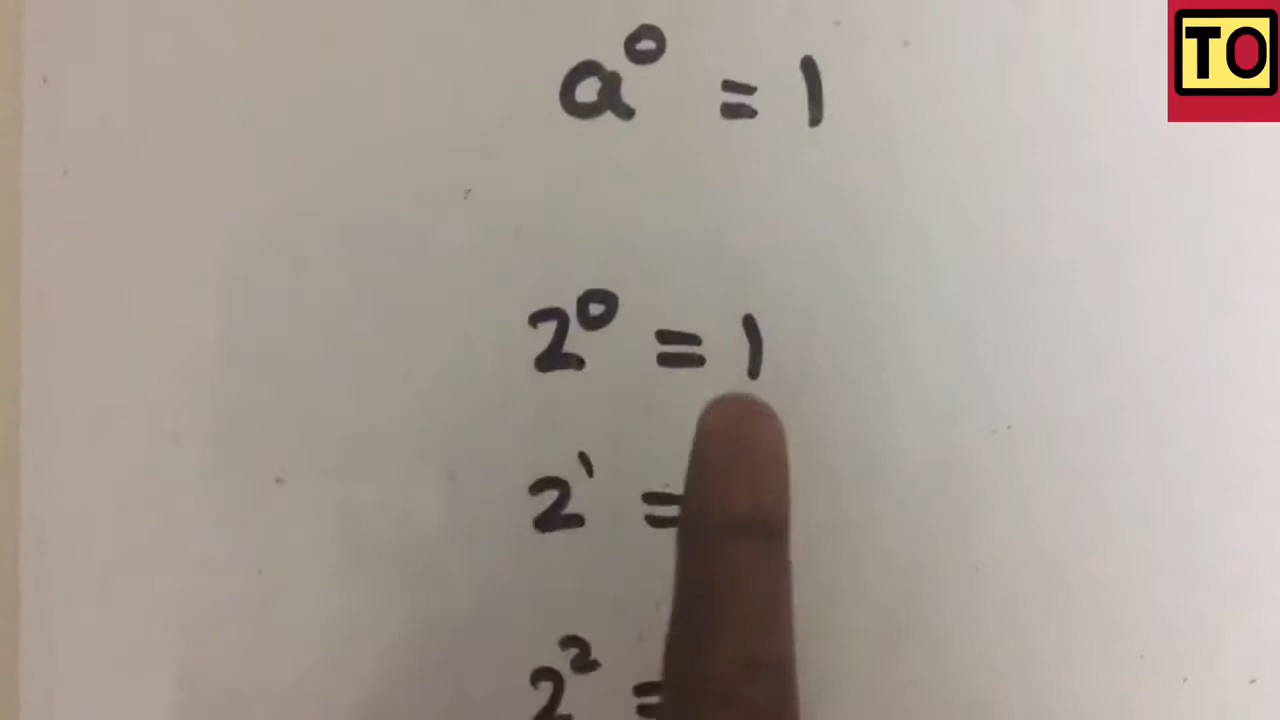 TO
a⁰ = 1
2⁰ = 1
2¹ =
2² =